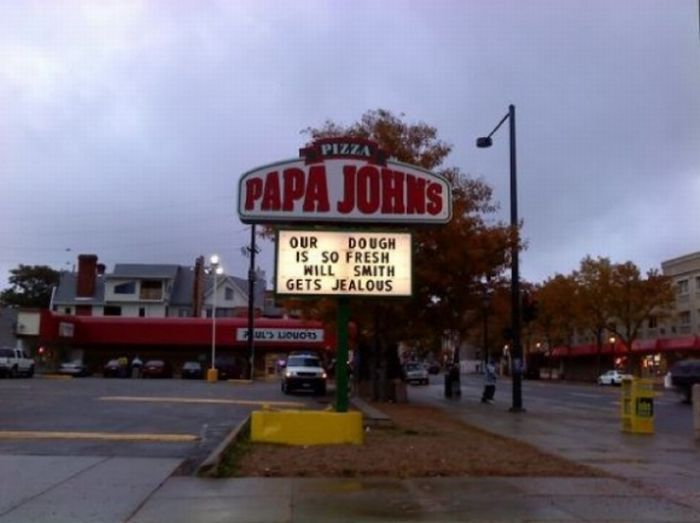 PIZZA
PAPA JOHN'S
OUR DOUGH
IS SO FRESH
WILL SMITH
GETS JEALOUS
PAUL'S LIQUORS